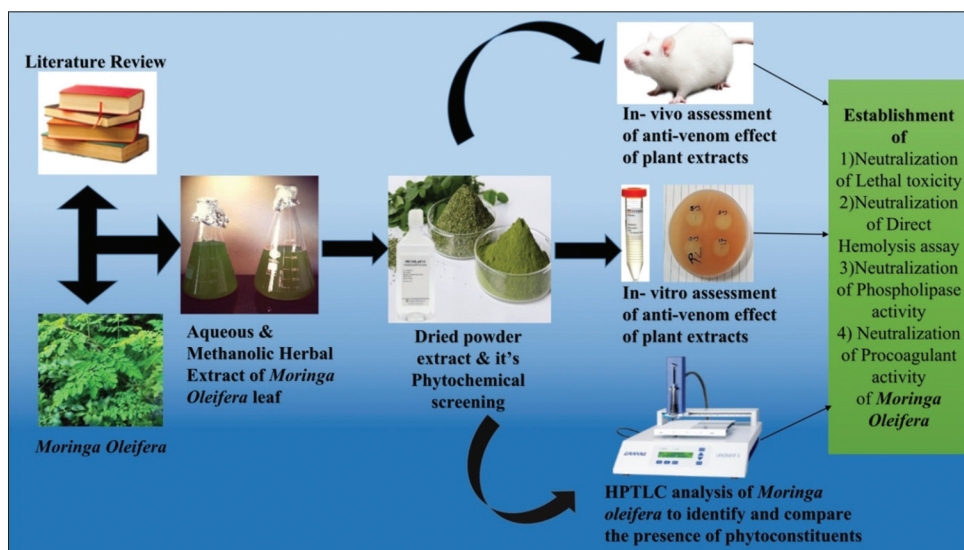 Literature Review
Moringa Oleifera
Aqueous &
Methanolic Herbal
Extract of Moringa
Oleifera leaf
Dried powder
extract & it's
Phytochemical
screening
In- vivo assessment
of anti-venom effect
of plant extracts
In- vitro assessment
of anti-venom effect
of plant extracts
HPTLC analysis of Moringa
oleifera to identify and compare
the presence of phytoconstituents
Establishment
of
1)Neutralization
of Lethal toxicity
2)Neutralization
of Direct
Hemolysis assay
3)Neutralization
of Phospholipase
activity
4) Neutralization
of Procoagulant
activity
of Moringa
Oleifera